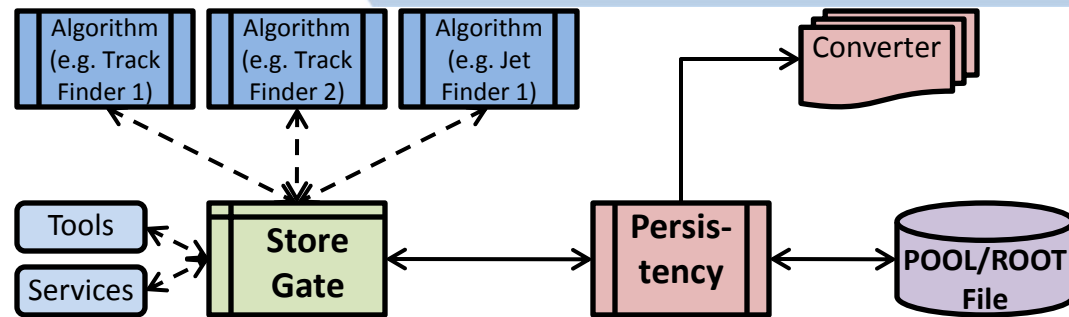 Algorithm
(e.g. Track
Finder 1)
Algorithm
(e.g. Track
Finder 2)
Algorithm
(e.g. Jet
Finder 1)
Converter
Tools
Services
Store
Gate
Persis-
tency
POOL/ROOT
File